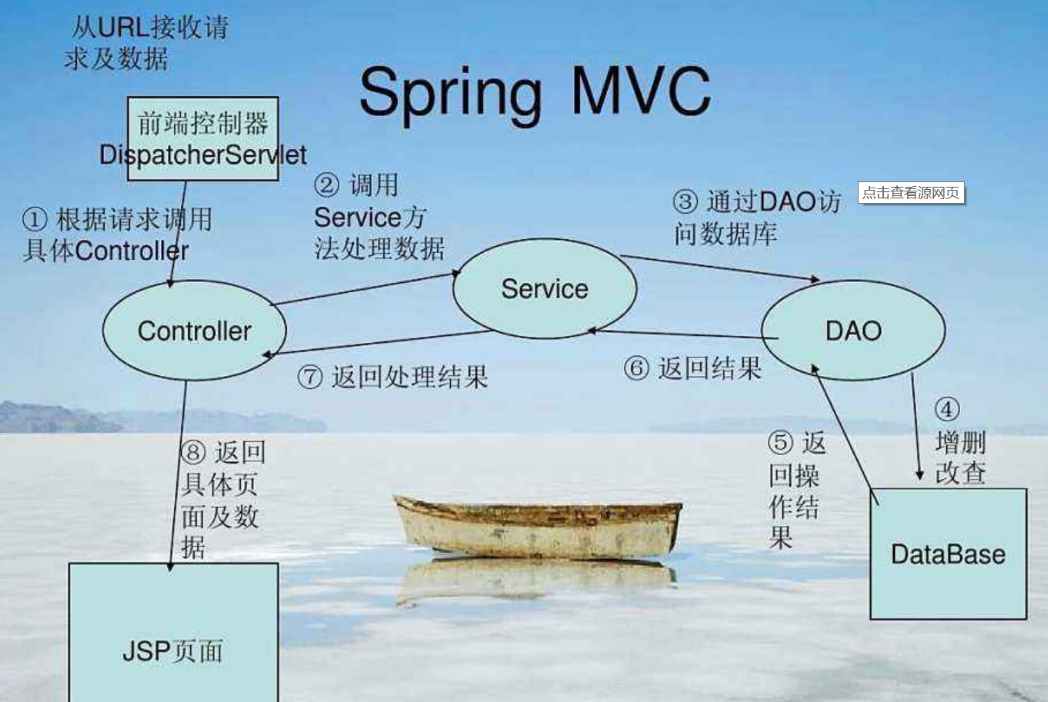 从URL接收请
求及数据
Spring MVC
前端控制器
DispatcherServlet
① 根据请求调用
具体Controller
② 调用
Service方
法处理数据
③ 通过DAO访
问数据库
点击查看源网页
Controller
Service
DAO
④
增删
改查
⑤ 返
回操
作结
果
⑥ 返回结果
⑦ 返回处理结果
⑧ 返回
具体页
面及数
据
DataBase
JSP页面